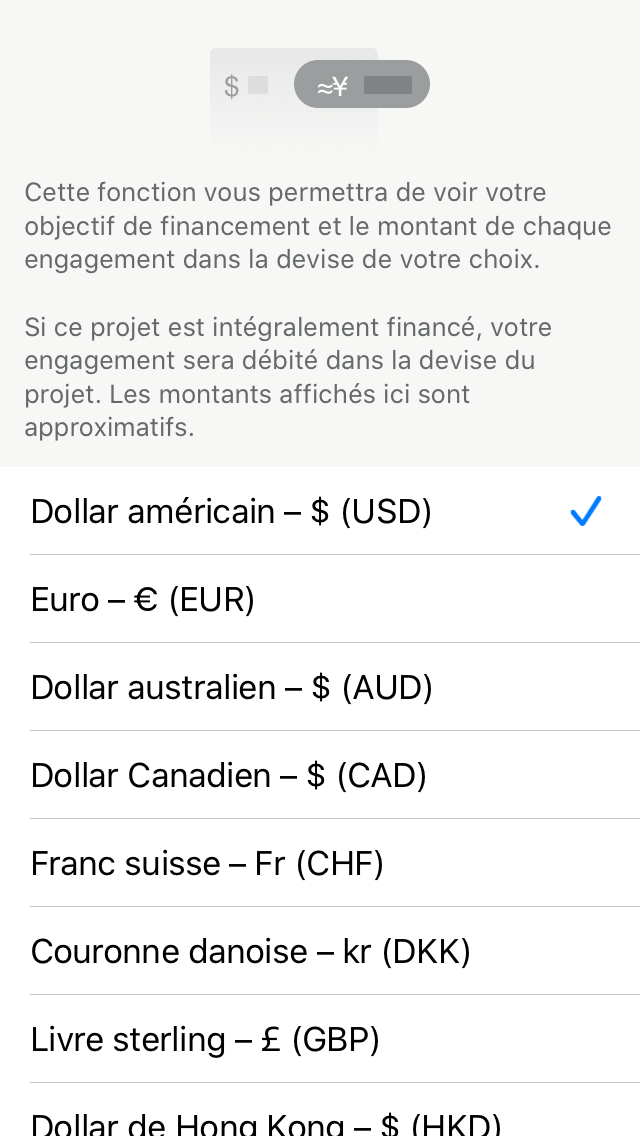 $ ≈¥
Cette fonction vous permettra de voir votre
objectif de financement et le montant de chaque
engagement dans la devise de votre choix.
Si ce projet est intégralement financé, votre
engagement sera débité dans la devise du
projet. Les montants affichés ici sont
approximatifs.
Dollar américain – $ (USD)
Euro – € (EUR)
Dollar australien – $ (AUD)
Dollar Canadien – $ (CAD)
Franc suisse – Fr (CHF)
Couronne danoise – kr (DKK)
Livre sterling – £ (GBP)
Dollar de Hong Kong – $ (HKD)